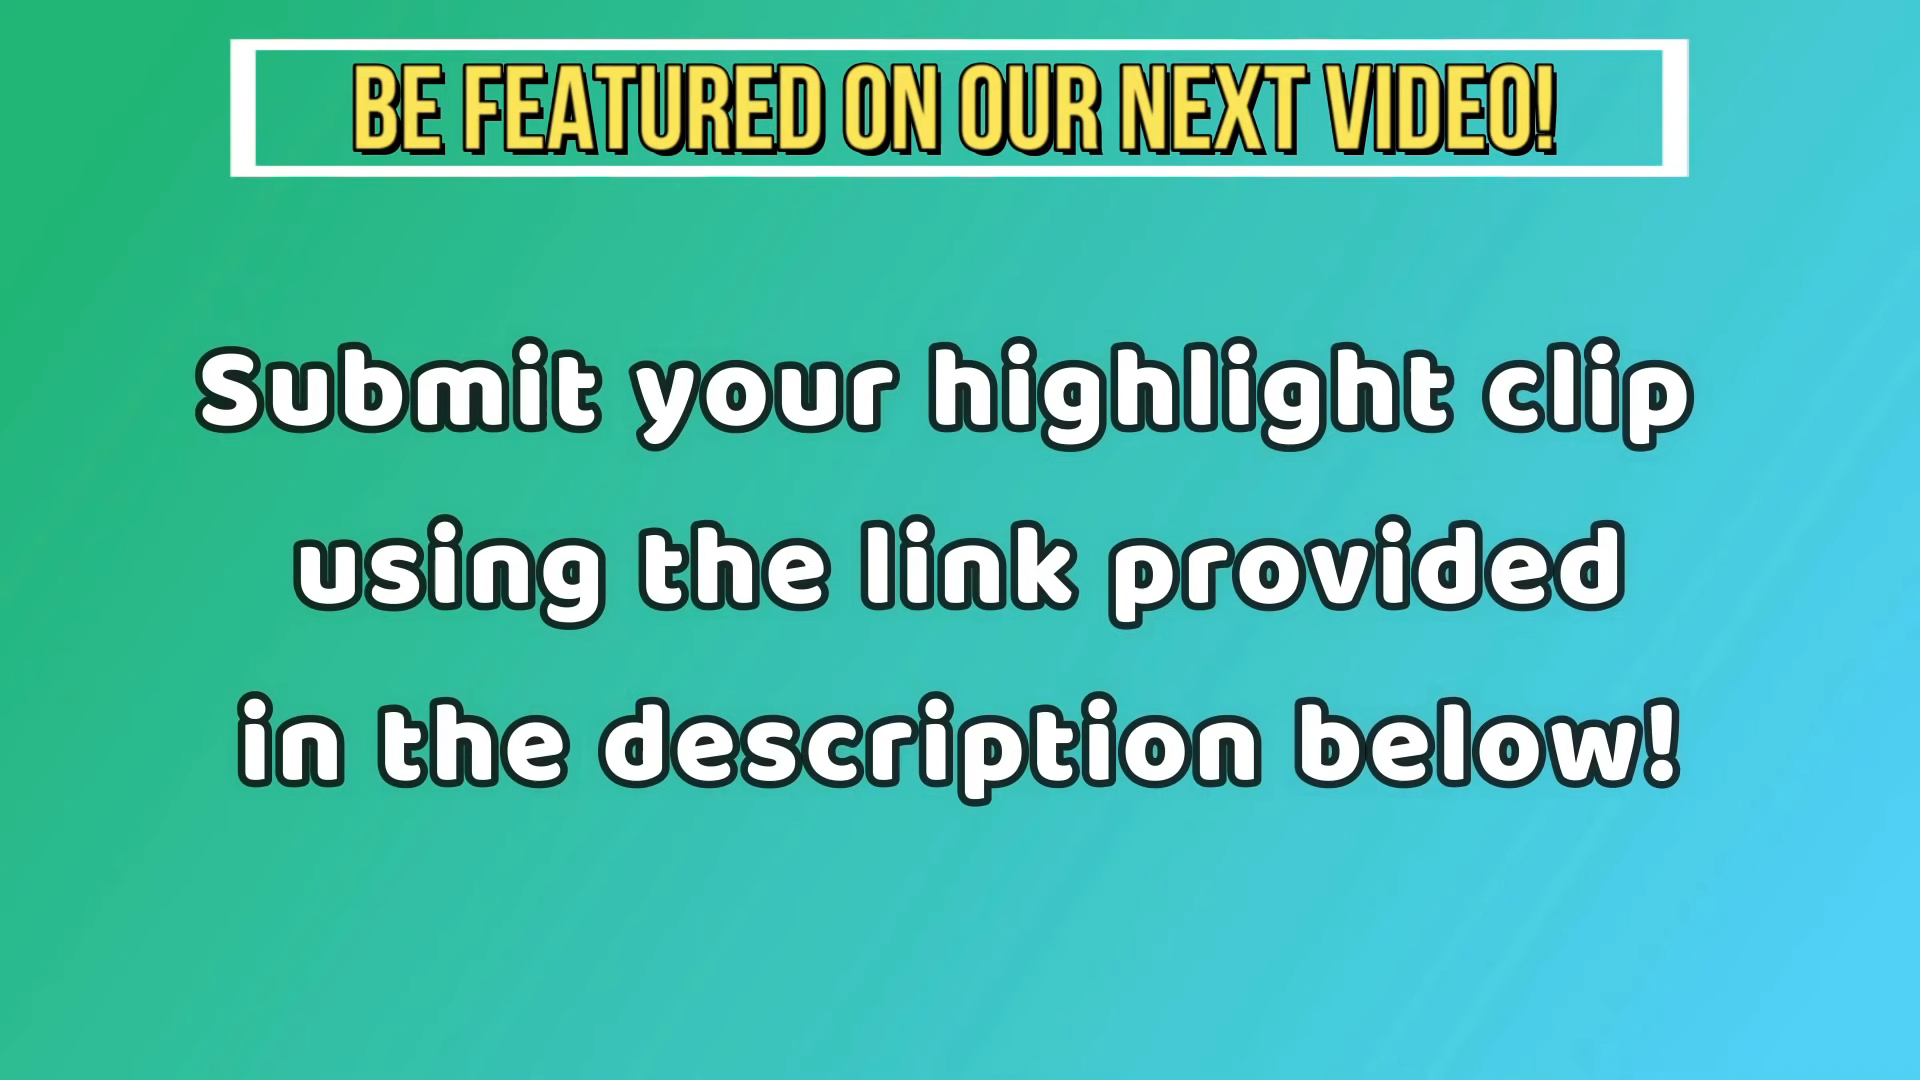 BE FEATURED ON OUR NEXT VIDEO!
Submit your highlight clip
using the link provided
in the description below!